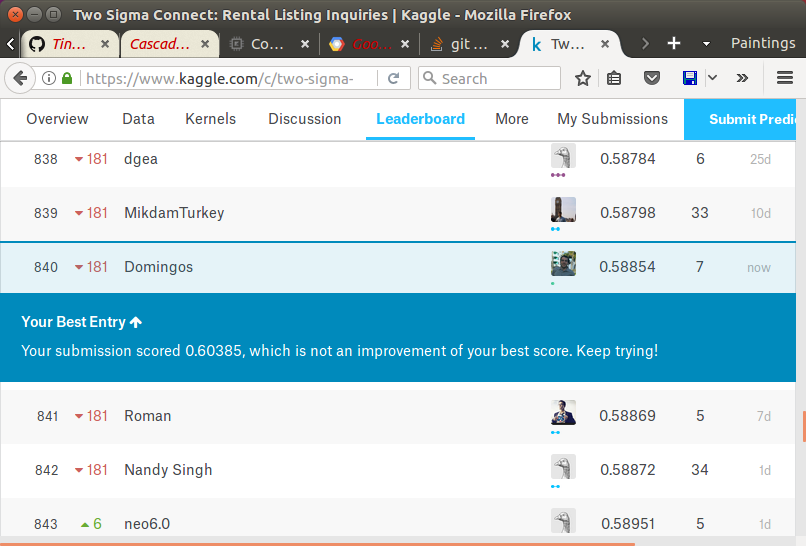 Two Sigma Connect: Rental Listing Inquiries | Kaggle - Mozilla Firefox
Tin... Cascad... Co... Goo... git ... Tw... Paintings
https://www.kaggle.com/c/two-sigma- Search
Overview Data Kernels Discussion Leaderboard More My Submissions Submit Predic
838 181 dgea 0.58784 6 25d
839 181 MikdamTurkey 0.58798 33 10d
840 181 Domingos 0.58854 7 now
Your Best Entry
Your submission scored 0.60385, which is not an improvement of your best score. Keep trying!
841 181 Roman 0.58869 5 7d
842 181 Nandy Singh 0.58872 34 1d
843 6 neo6.0 0.58951 5 1d